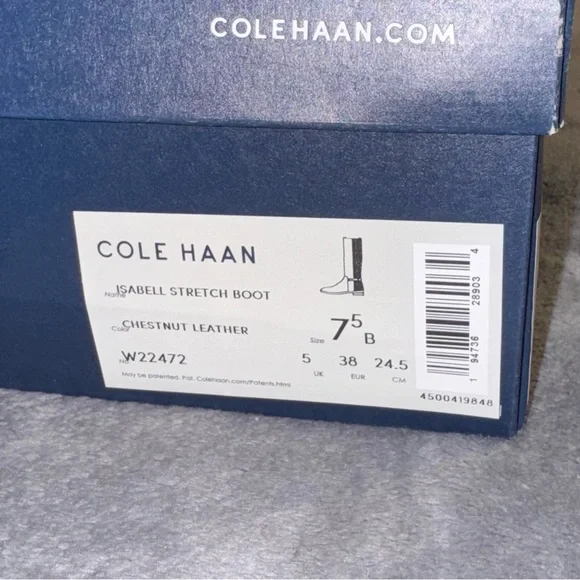 COLEHAAN.COM
COLE HAAN
Name ISABELL STRETCH BOOT
Color CHESTNUT LEATHER
Size 7⁵ B
W22472
5 38 24.5
UK EUR CM
May be patented. Pat. Colehaan.com/Patents.htms
1 94736 28903 4
4500419848